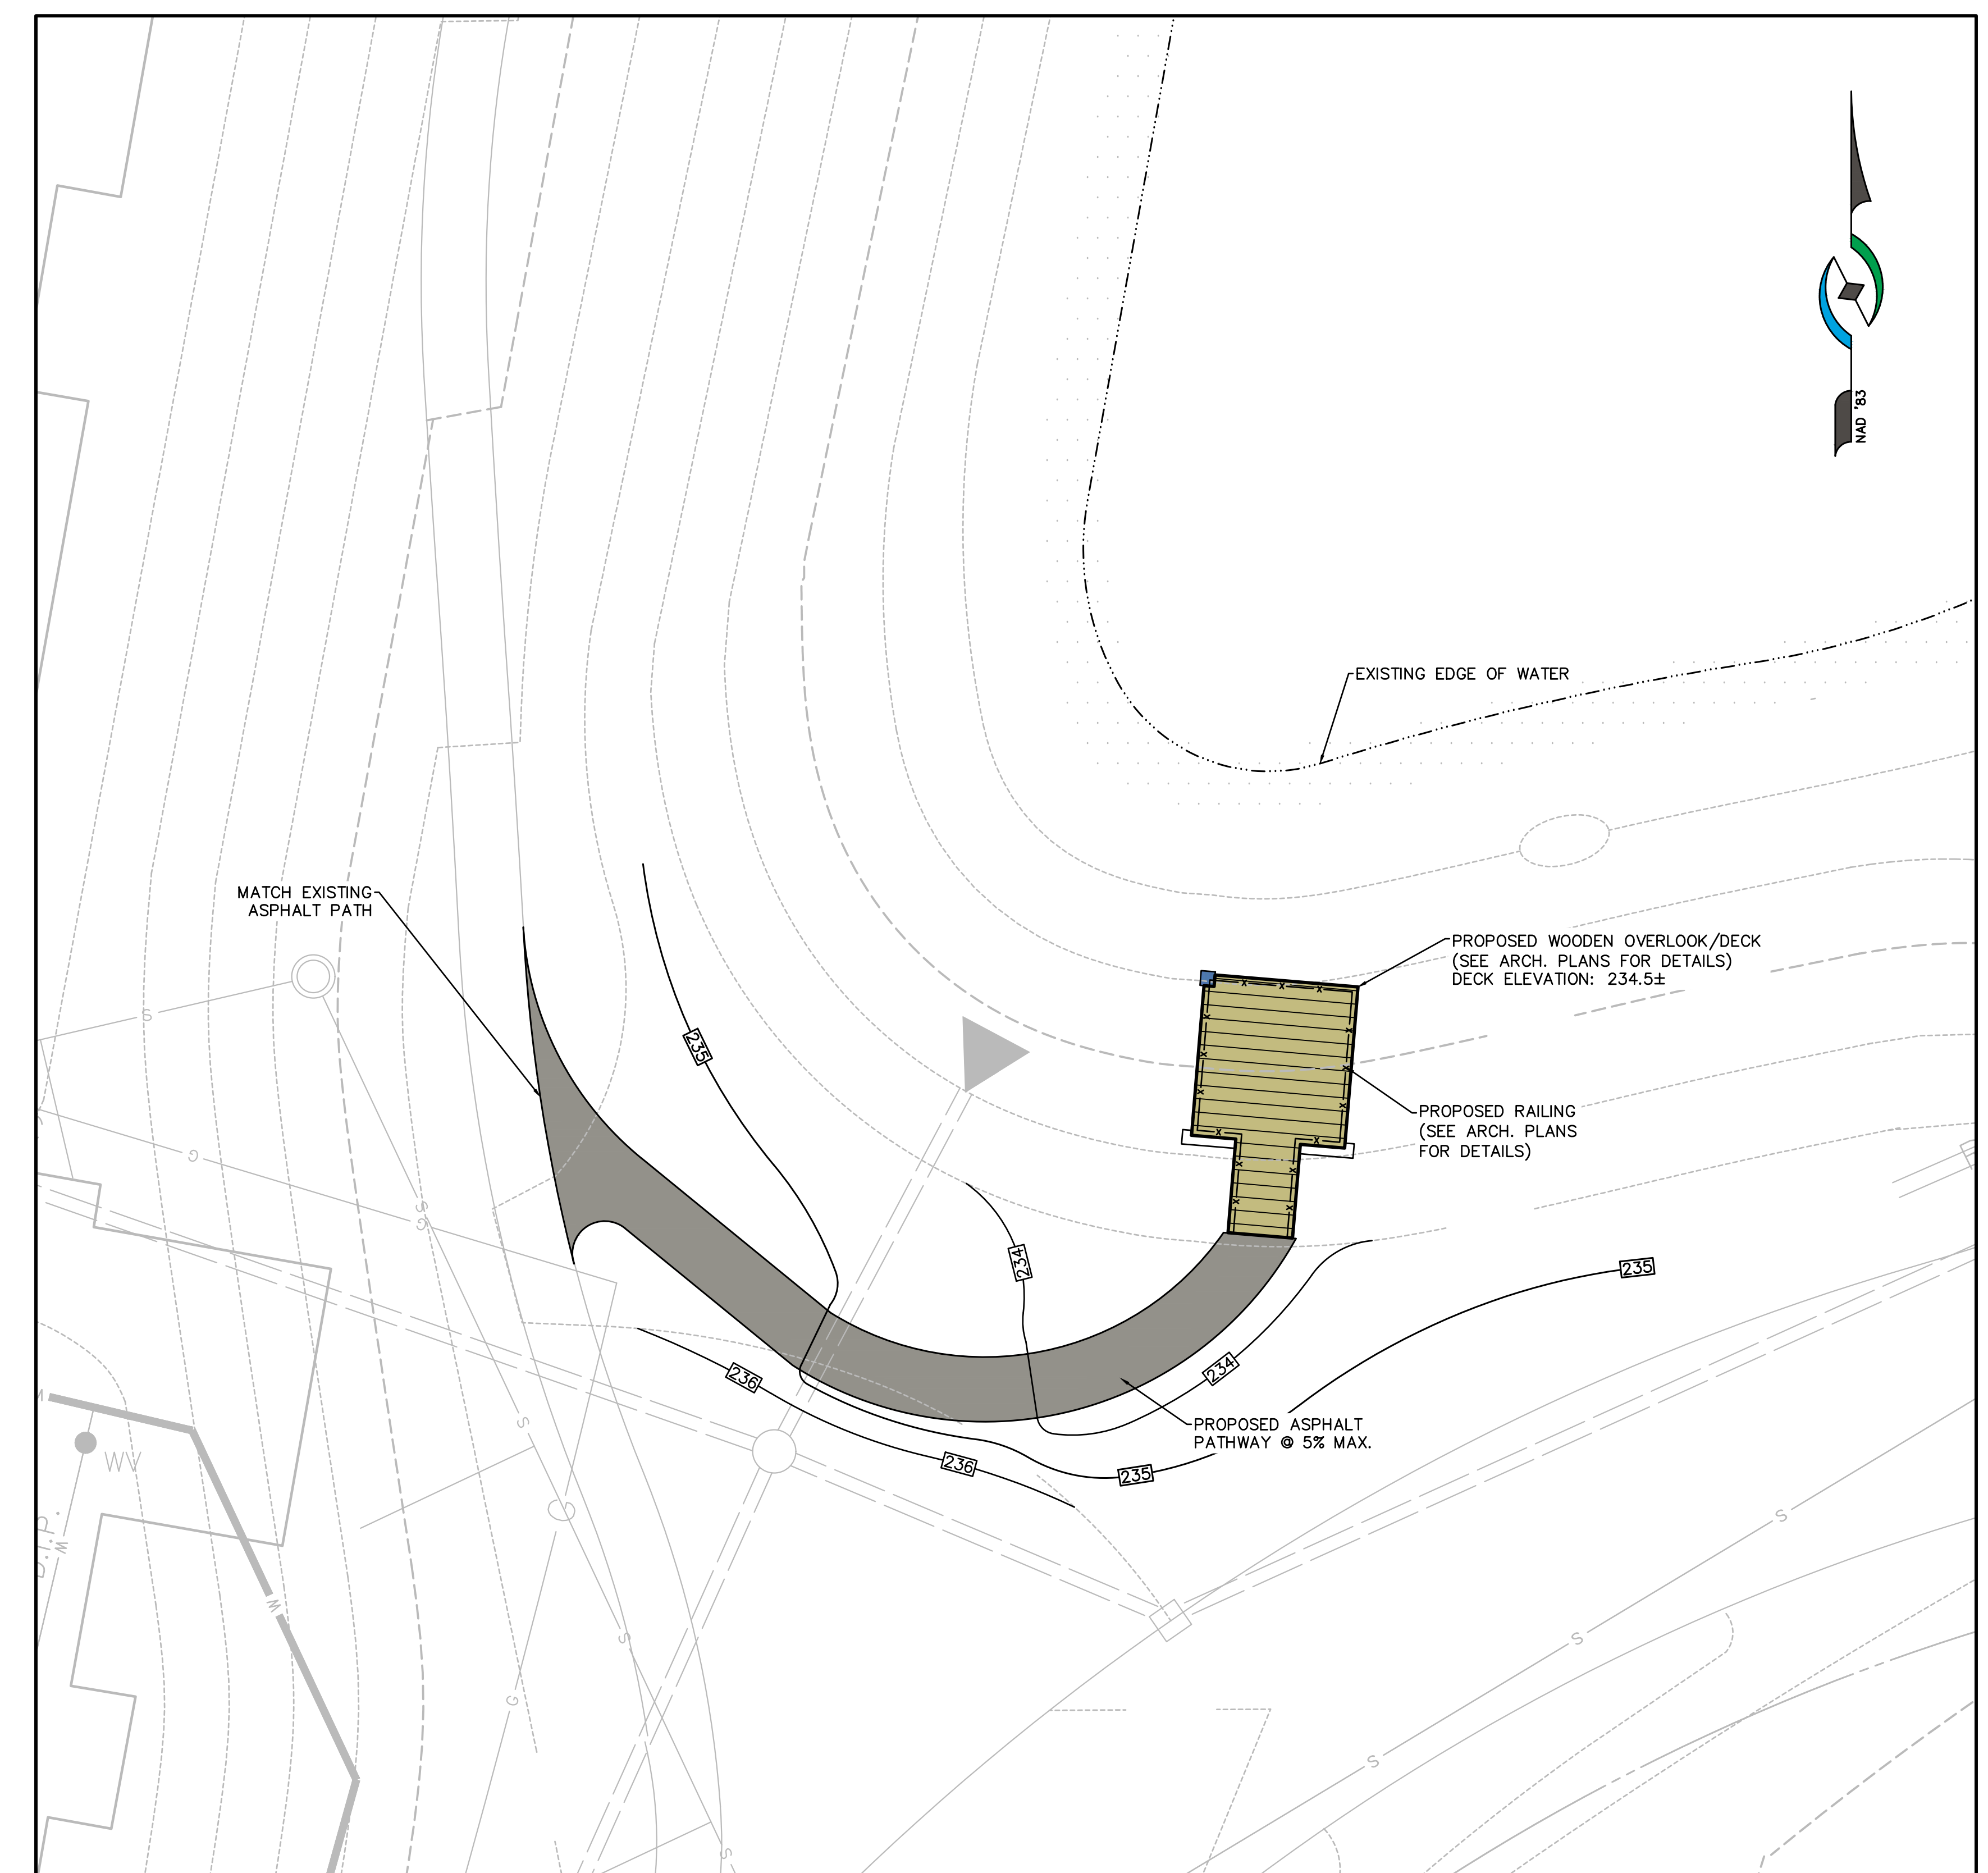 NAD '83
EXISTING EDGE OF WATER
MATCH EXISTING
ASPHALT PATH
PROPOSED WOODEN OVERLOOK/DECK
(SEE ARCH. PLANS FOR DETAILS)
DECK ELEVATION: 234.5±
235
PROPOSED RAILING
(SEE ARCH. PLANS
FOR DETAILS)
S
G
S
G
234
235
236
234
PROPOSED ASPHALT
PATHWAY @ 5% MAX.
236
235
S
WV
G
S
D.I.P.
W
W
S
S
G
S
S